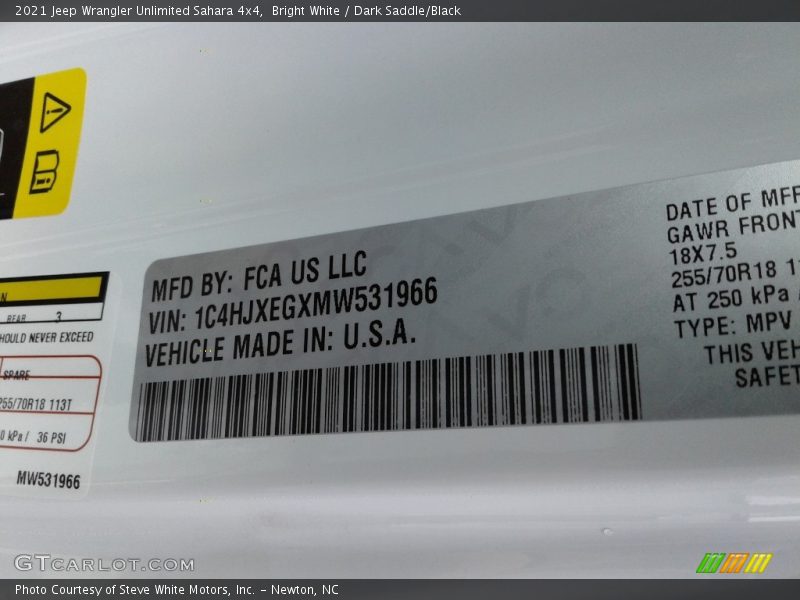 2021 Jeep Wrangler Unlimited Sahara 4x4, Bright White / Dark Saddle/Black
REAR 3
HOULD NEVER EXCEED
SPARE
255/70R18 113T
0 kPa / 36 PSI
MW531966
MFD BY: FCA US LLC
VIN: 1C4HJXEGXMW531966
VEHICLE MADE IN: U.S.A.
DATE OF MFR
GAWR FRONT
18X7.5
255/70R18 11
AT 250 kPa
TYPE: MPV
THIS VEH
SAFET
GTCARLOT.COM
Photo Courtesy of Steve White Motors, Inc. – Newton, NC